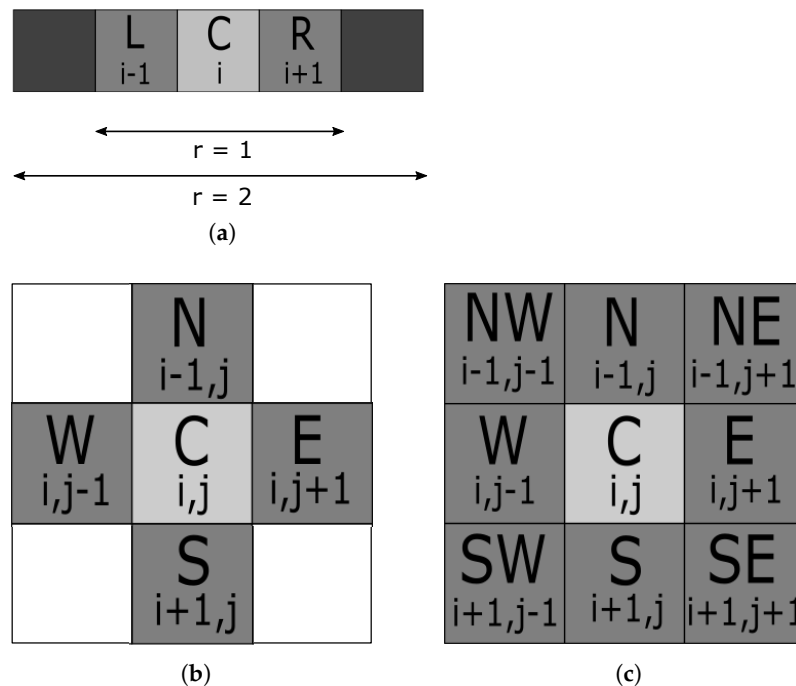 L C R
i-1 i i+1
r = 1
r = 2
(a)
N
i-1,j
W C E
i,j-1 i,j i,j+1
S
i+1,j
(b)
NW N NE
i-1,j-1 i-1,j i-1,j+1
W C E
i,j-1 i,j i,j+1
SW S SE
i+1,j-1 i+1,j i+1,j+1
(c)